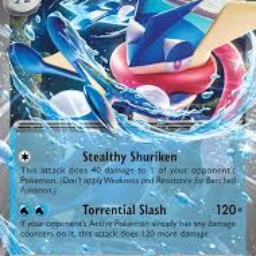 Stealthy Shuriken
This attack does 40 damage to 1 of your opponent's
Pokémon. (Don't apply Weakness and Resistance for Benched
Pokémon.)
Torrential Slash 120+
If your opponent's Active Pokémon already has any damage
counters on it, this attack does 120 more damage.